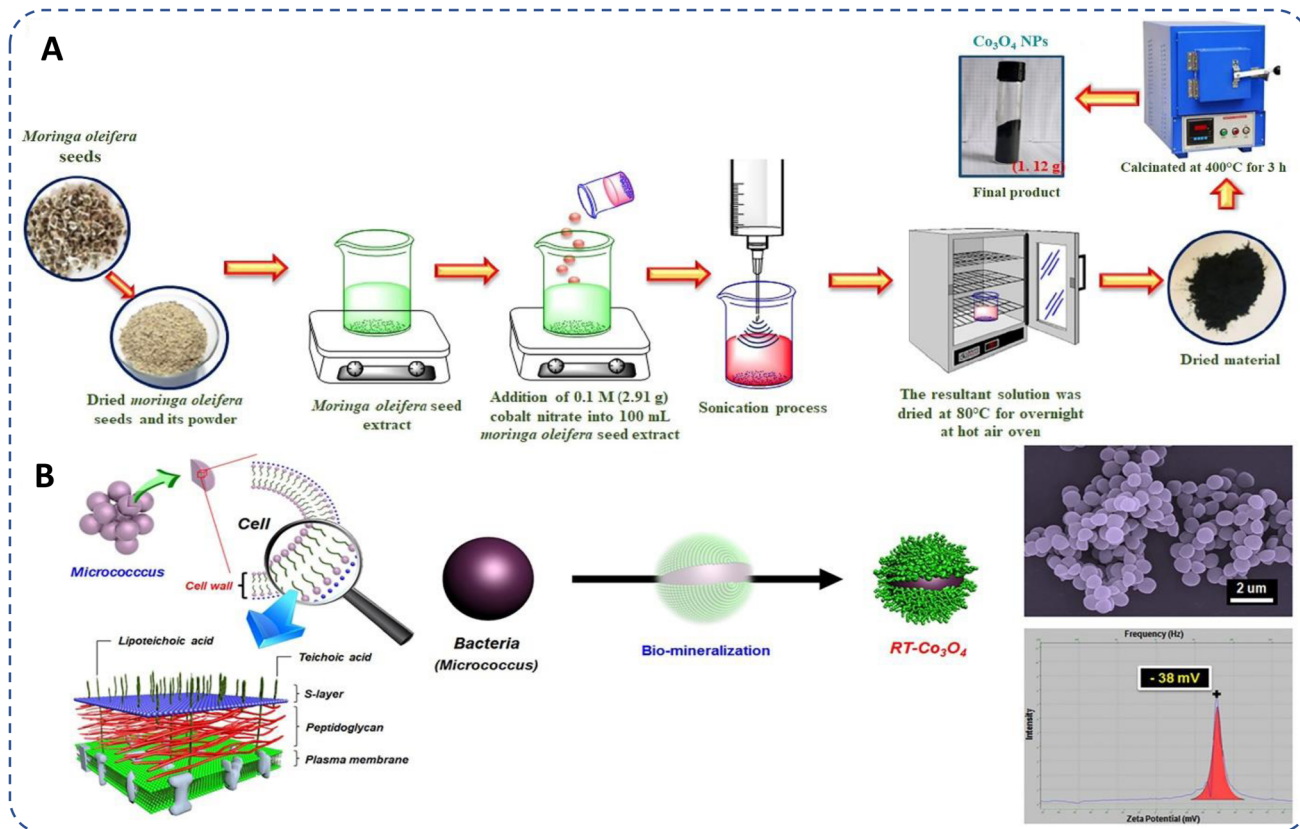 A
Moringa oleifera
seeds
Dried moringa oleifera
seeds and its powder
Moringa oleifera seed
extract
Addition of 0.1 M (2.91 g)
cobalt nitrate into 100 mL
moringa oleifera seed extract
Sonication process
The resultant solution was
dried at 80°C for overnight
at hot air oven
Dried material
Calcinated at 400°C for 3 h
Co₃O₄ NPs
(1. 12 g)
Final product
B
Micrococcus
Cell
Cell wall
Lipoteichoic acid
Teichoic acid
S-layer
Peptidoglycan
Plasma membrane
Bacteria
(Micrococcus)
Bio-mineralization
RT-Co₃O₄
2 um
Frequency (Hz)
- 38 mV
Intensity
Zeta Potential (mV)